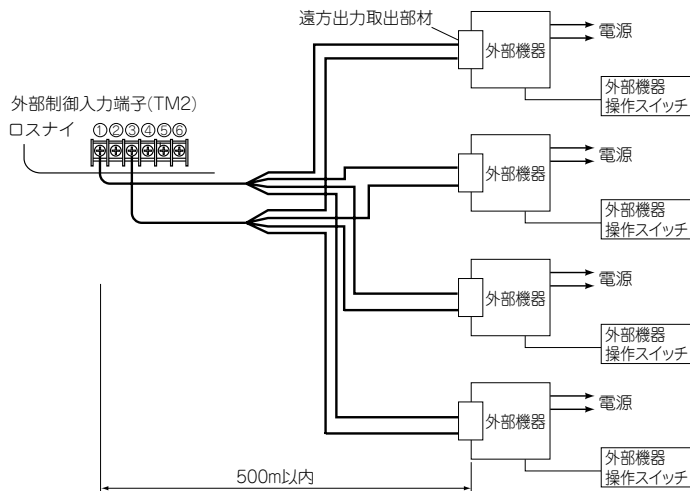 遠方出力取出部材
外部機器
電源
外部機器
操作スイッチ
外部制御入力端子(TM2)
ロスナイ
①②③④⑤⑥
外部機器
電源
外部機器
操作スイッチ
外部機器
電源
外部機器
操作スイッチ
外部機器
電源
外部機器
操作スイッチ
500m以内